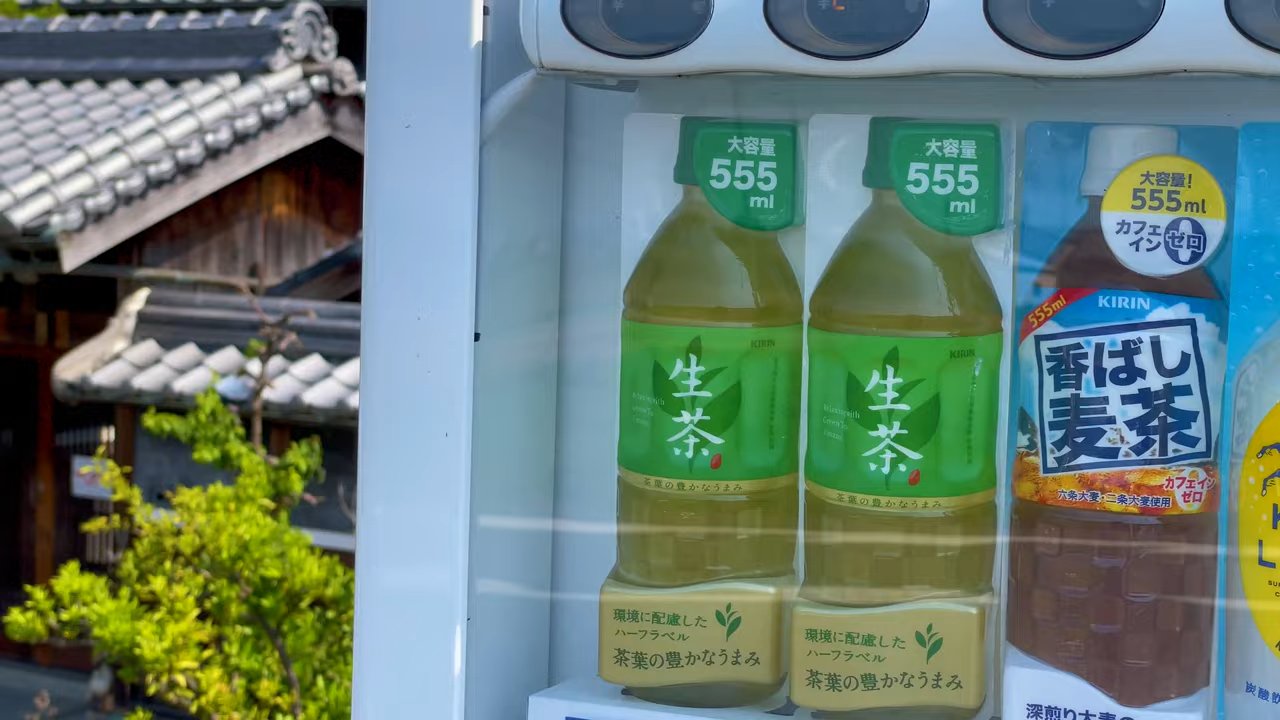 大容量
555
ml
KIRIN
生茶
茶葉の豊かなうまみ
環境に配慮した
ハーフラベル
茶葉の豊かなうまみ
大容量
555
ml
KIRIN
生茶
茶葉の豊かなうまみ
環境に配慮した
ハーフラベル
茶葉の豊かなうまみ
大容量!
555ml
カフェ
イン ゼロ
555ml
KIRIN
香ばし
麦茶
カフェイン
ゼロ
六条大麦・二条大麦使用
深煎り大麦